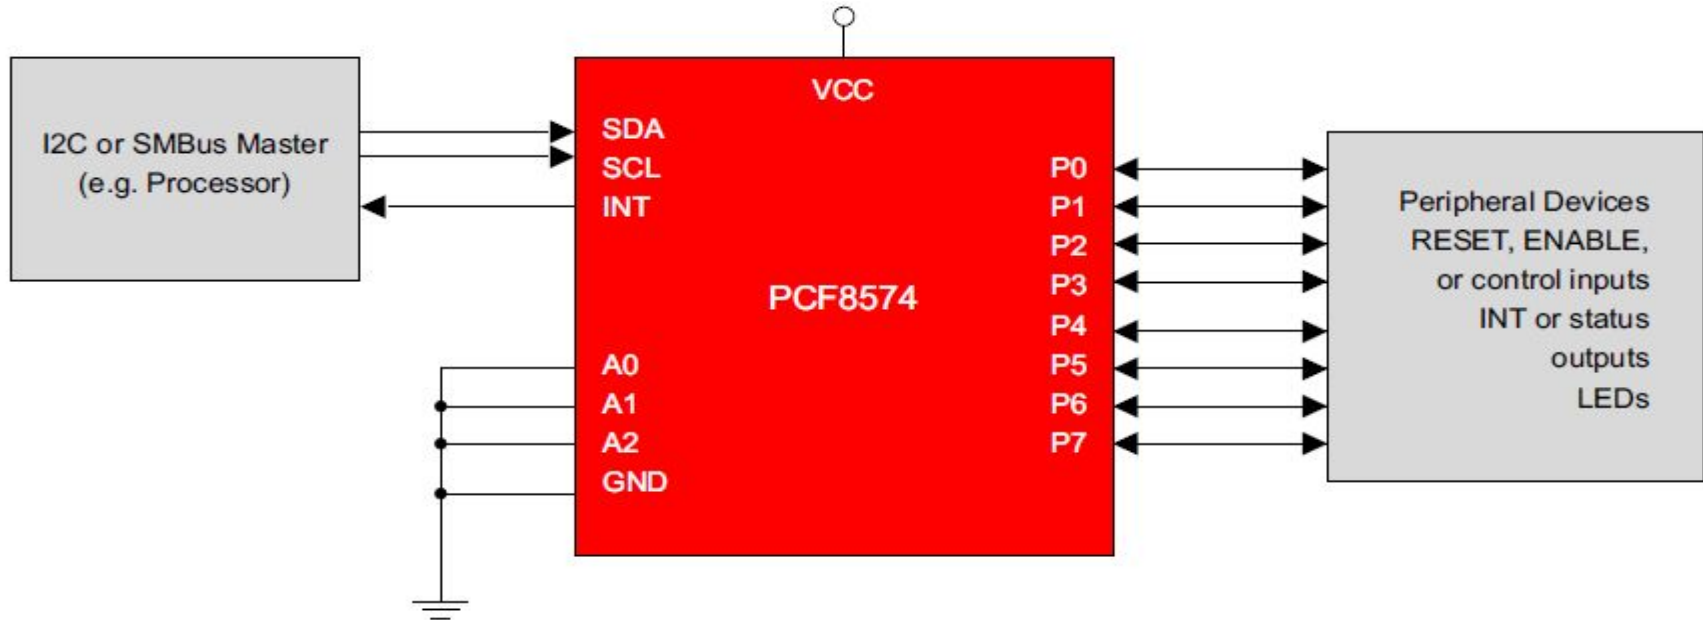 I2C or SMBus Master
(e.g. Processor)
VCC
SDA
SCL
INT
A0
A1
A2
GND
PCF8574
P0
P1
P2
P3
P4
P5
P6
P7
Peripheral Devices
RESET, ENABLE,
or control inputs
INT or status
outputs
LEDs